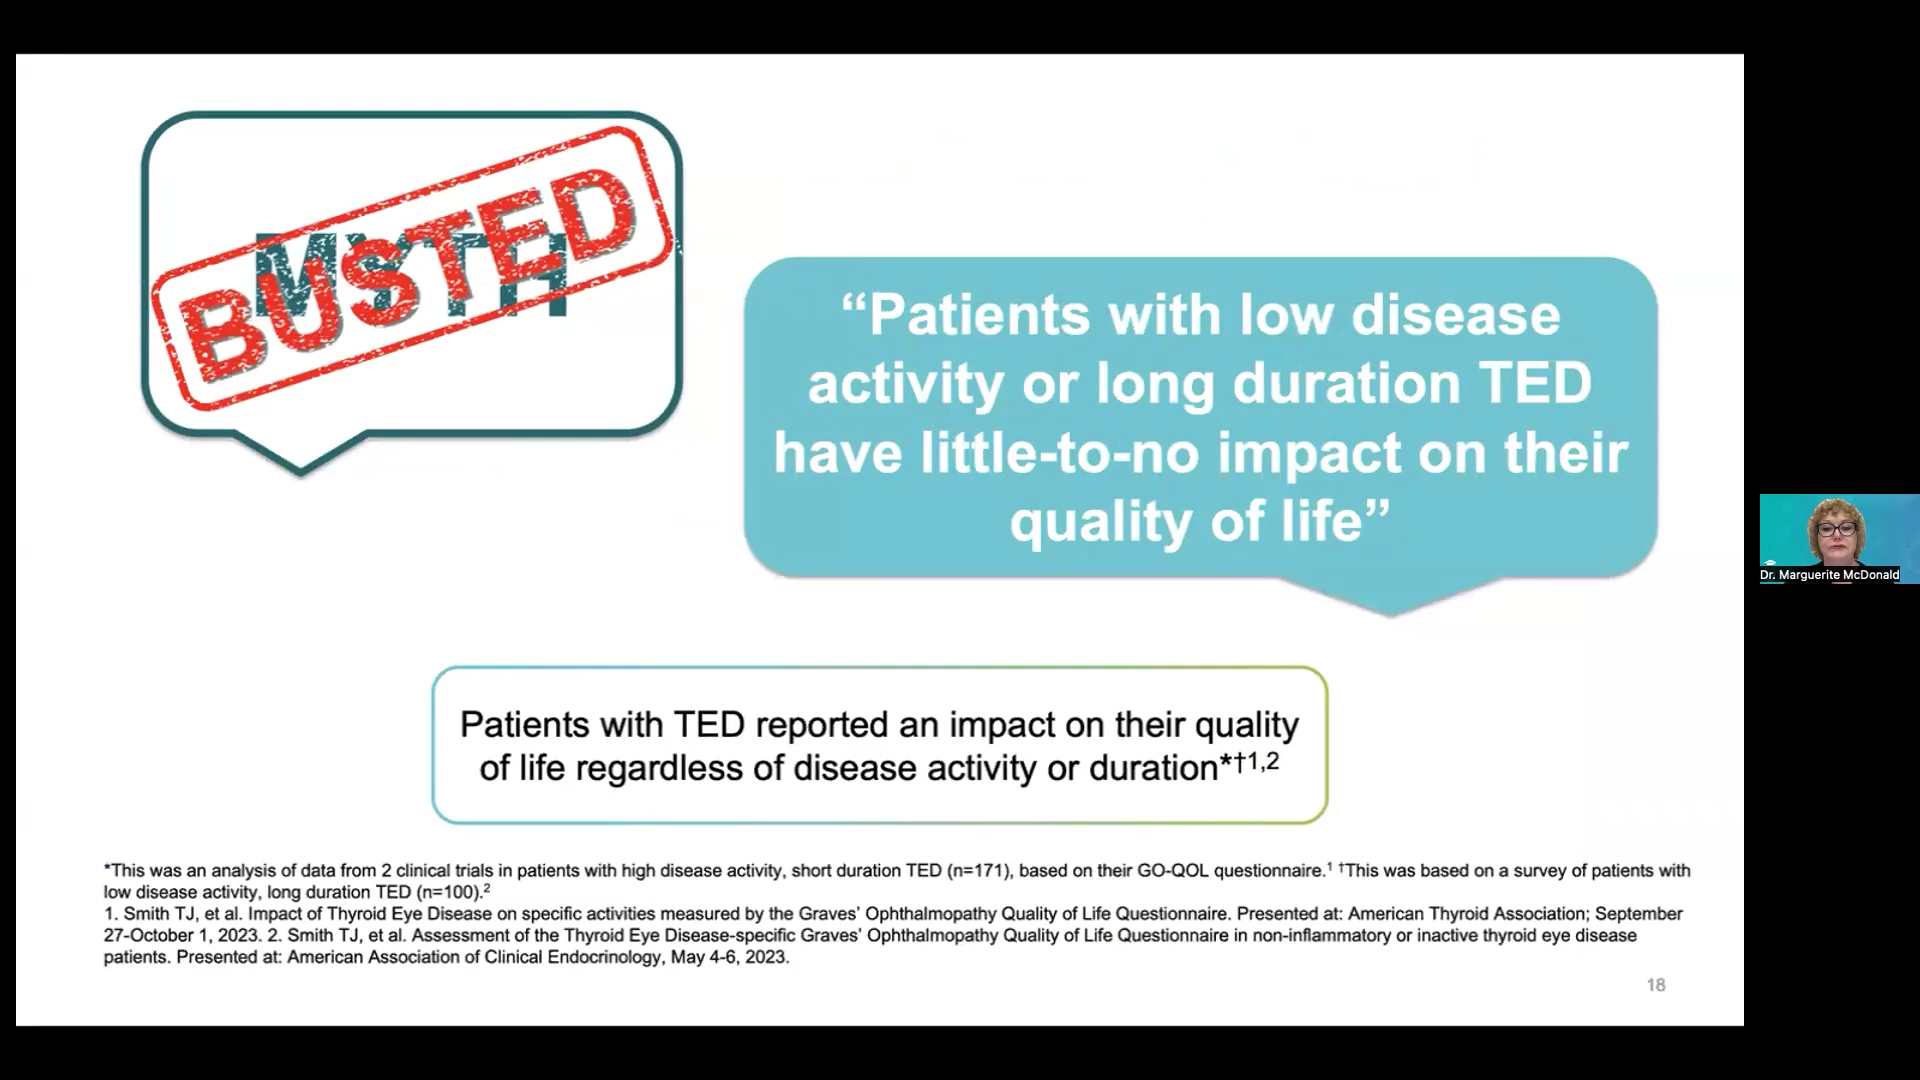 MYTH
BUSTED
“Patients with low disease
activity or long duration TED
have little-to-no impact on their
quality of life”
Patients with TED reported an impact on their quality
of life regardless of disease activity or duration*†1,2
*This was an analysis of data from 2 clinical trials in patients with high disease activity, short duration TED (n=171), based on their GO-QOL questionnaire.1 †This was based on a survey of patients with
low disease activity, long duration TED (n=100).2
1. Smith TJ, et al. Impact of Thyroid Eye Disease on specific activities measured by the Graves’ Ophthalmopathy Quality of Life Questionnaire. Presented at: American Thyroid Association; September
27-October 1, 2023. 2. Smith TJ, et al. Assessment of the Thyroid Eye Disease-specific Graves’ Ophthalmopathy Quality of Life Questionnaire in non-inflammatory or inactive thyroid eye disease
patients. Presented at: American Association of Clinical Endocrinology, May 4-6, 2023.
18
Dr. Marguerite McDonald